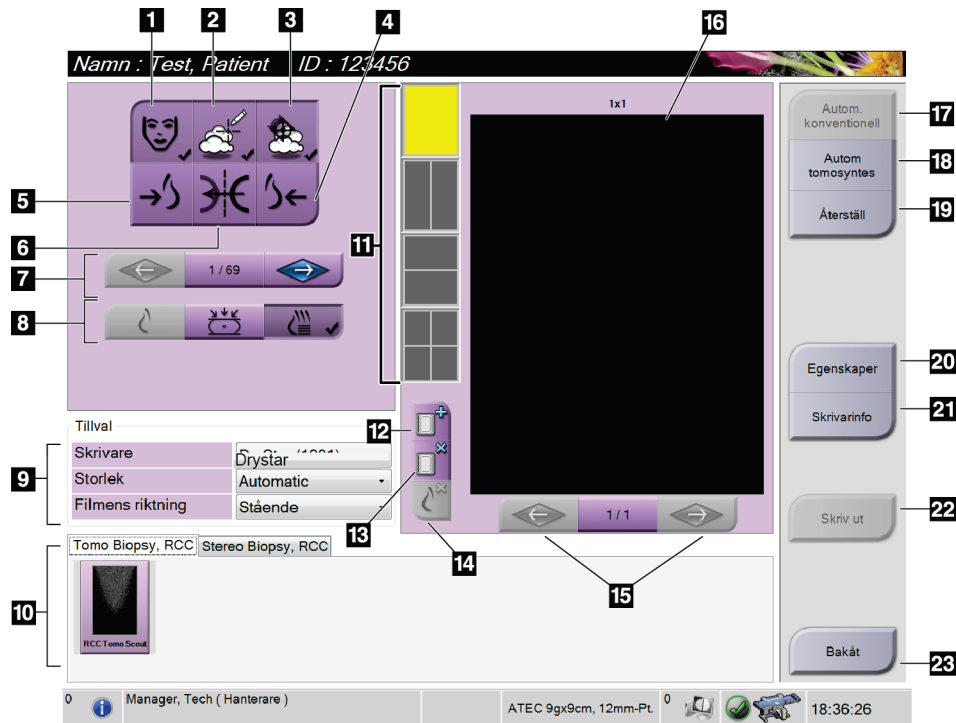 1
2
3
4
16
Namn : Test, Patient ID : 123456
1x1
Autom. konventionell
17
Autom tomosyntes
18
Återställ
19
5
6
11
7
1 / 69
8
Egenskaper
20
Skrivarinfo
21
Tillval
12
9
Skrivare
Drystar
Storlek
Automatic
Filmens riktning
Stående
13
14
1 / 1
15
Skriv ut
22
Tomo Biopsy, RCC
Stereo Biopsy, RCC
10
RCC Tomo Scout
Bakåt
23
0
Manager, Tech ( Hanterare )
ATEC 9gx9cm, 12mm-Pt.
0
18:36:26